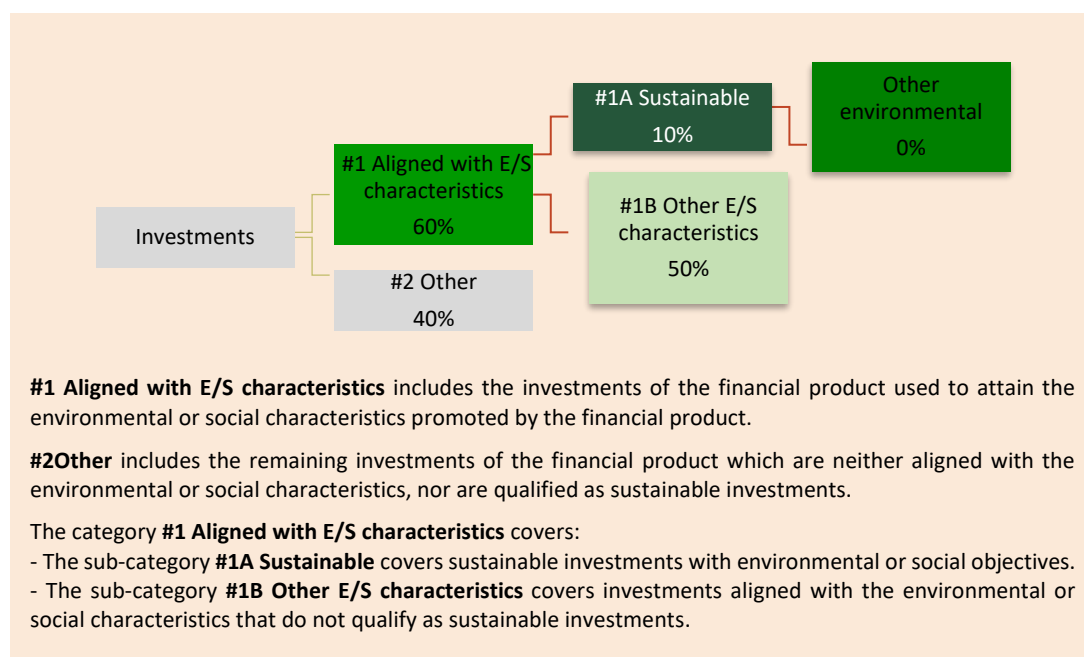 Other
environmental
0%
#1A Sustainable
10%
#1 Aligned with E/S
characteristics
60%
#1B Other E/S
characteristics
50%
Investments
#2 Other
40%
#1 Aligned with E/S characteristics includes the investments of the financial product used to attain the
environmental or social characteristics promoted by the financial product.
#2Other includes the remaining investments of the financial product which are neither aligned with the
environmental or social characteristics, nor are qualified as sustainable investments.
The category #1 Aligned with E/S characteristics covers:
- The sub-category #1A Sustainable covers sustainable investments with environmental or social objectives.
- The sub-category #1B Other E/S characteristics covers investments aligned with the environmental or
social characteristics that do not qualify as sustainable investments.